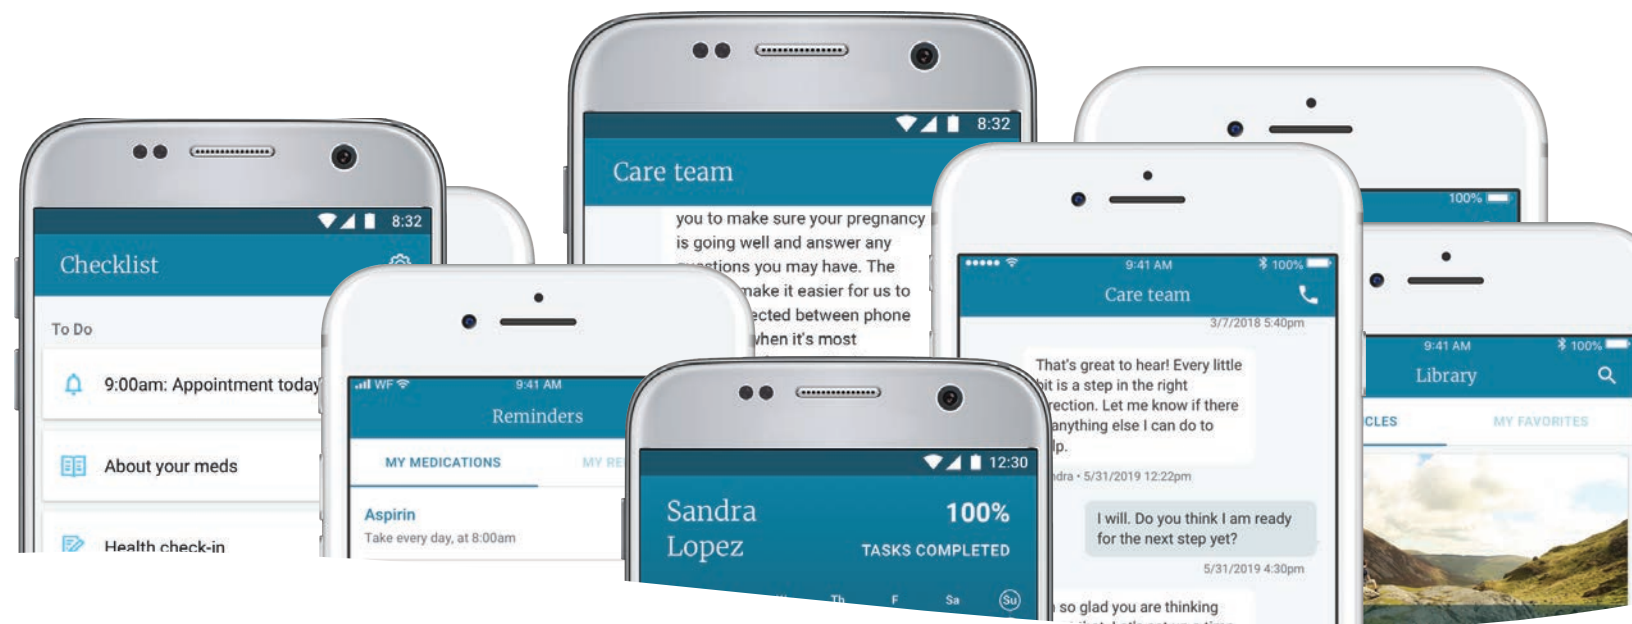 8:32
Checklist
To Do
9:00am: Appointment today
About your meds
Health check-in
WF
9:41 AM
Reminders
MY MEDICATIONS
MY
Aspirin
Take every day, at 8:00am
8:32
Care team
you to make sure your pregnancy
is going well and answer any
you may have. The
make it easier for us to
between phone
when it's most
12:30
Sandra
Lopez
100%
TASKS COMPLETED
Th F Sa Su
9:41 AM
100%
Care team
3/7/2018 5:40pm
That's great to hear! Every little
bit is a step in the right
direction. Let me know if there
anything else I can do to
5/31/2019 12:22pm
I will. Do you think I am ready
for the next step yet?
5/31/2019 4:30pm
so glad you are thinking
100%
9:41 AM
100%
Library
MY FAVORITES